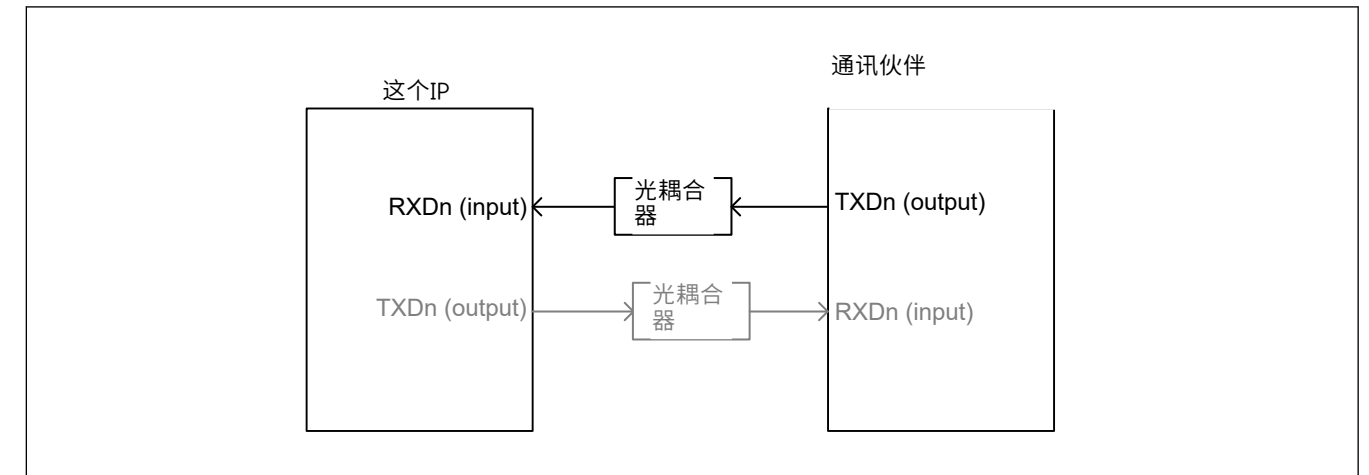 通讯伙伴
这个IP
RXDn (input)
光耦合
器
TXDn (output)
TXDn (output)
光耦合
器
RXDn (input)